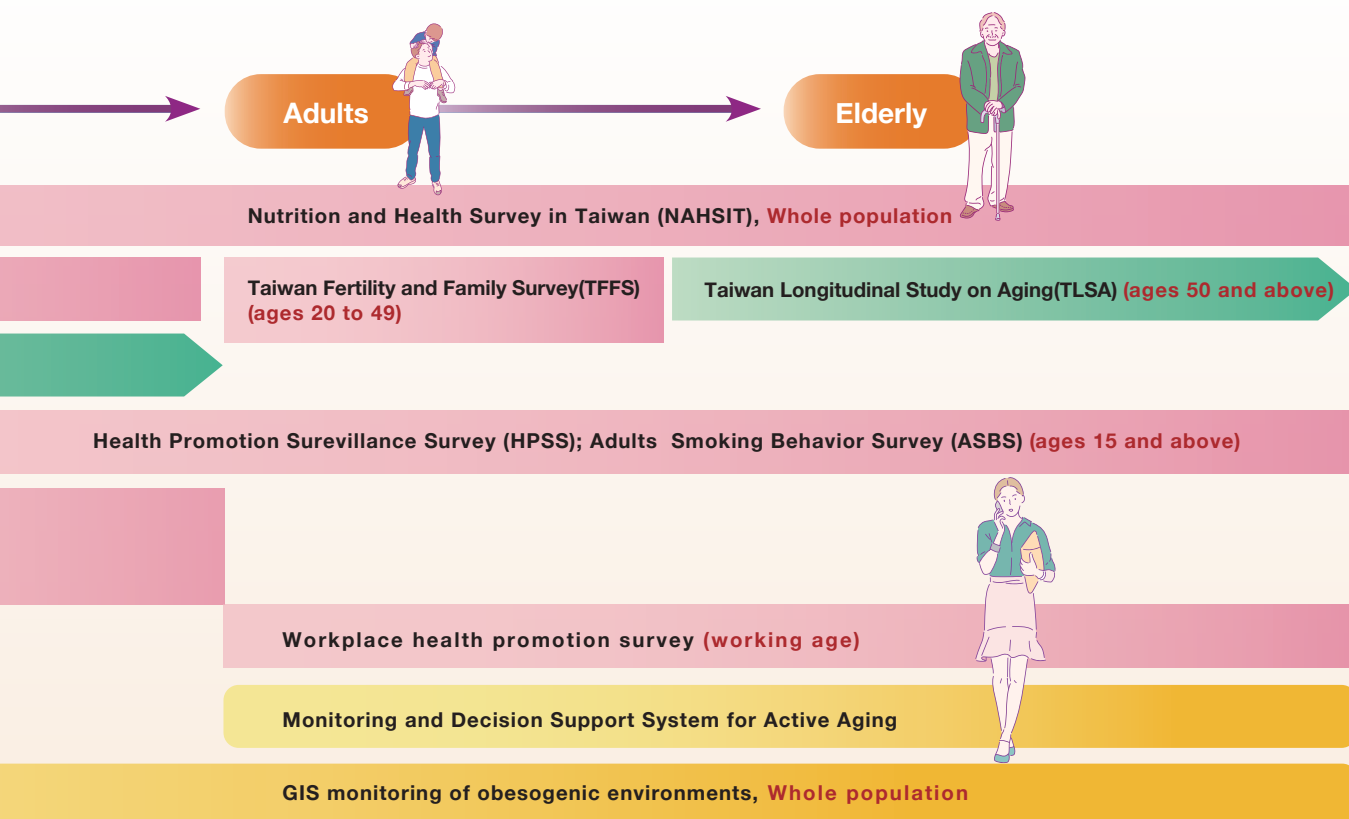 Adults
Elderly
Nutrition and Health Survey in Taiwan (NAHSIT), Whole population
Taiwan Fertility and Family Survey(TFFS)
(ages 20 to 49)
Taiwan Longitudinal Study on Aging(TLSA) (ages 50 and above)
Health Promotion Surevillance Survey (HPSS); Adults Smoking Behavior Survey (ASBS) (ages 15 and above)
Workplace health promotion survey (working age)
Monitoring and Decision Support System for Active Aging
GIS monitoring of obesogenic environments, Whole population